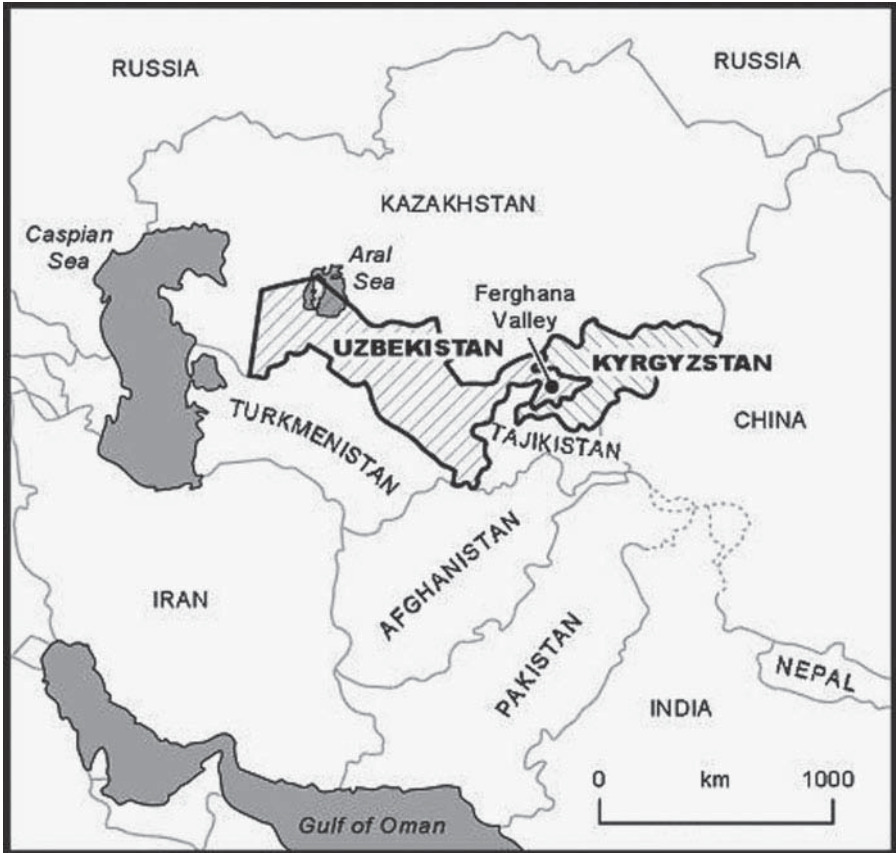 RUSSIA
RUSSIA
KAZAKHSTAN
Caspian
Sea
Aral
Sea
Ferghana
Valley
UZBEKISTAN
KYRGYZSTAN
TURKMENISTAN
TAJIKISTAN
CHINA
AFGHANISTAN
IRAN
PAKISTAN
NEPAL
INDIA
0 km 1000
Gulf of Oman